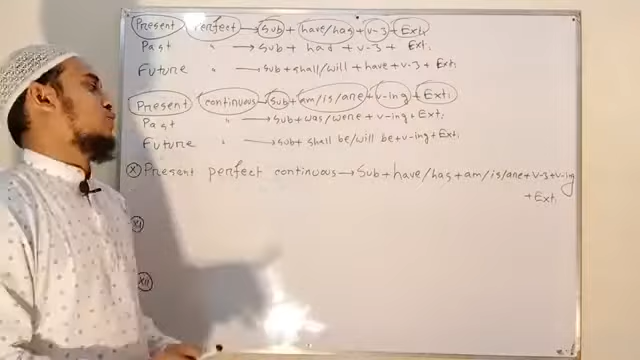 Present Perfect → Sub + have/has + v-3 + Ext.
Past " → Sub + had + v-3 + Ext.
Future " → Sub + shall/will + have + v-3 + Ext.
Present continuous → Sub + am/is/are + v-ing + Ext.
Past " → Sub + was/were + v-ing + Ext.
Future " → Sub + shall be/will be + v-ing + Ext.
X Present perfect continuous → Sub + have/has + am/is/are + v-3 + v-ing
+ Ext.
XI
XII